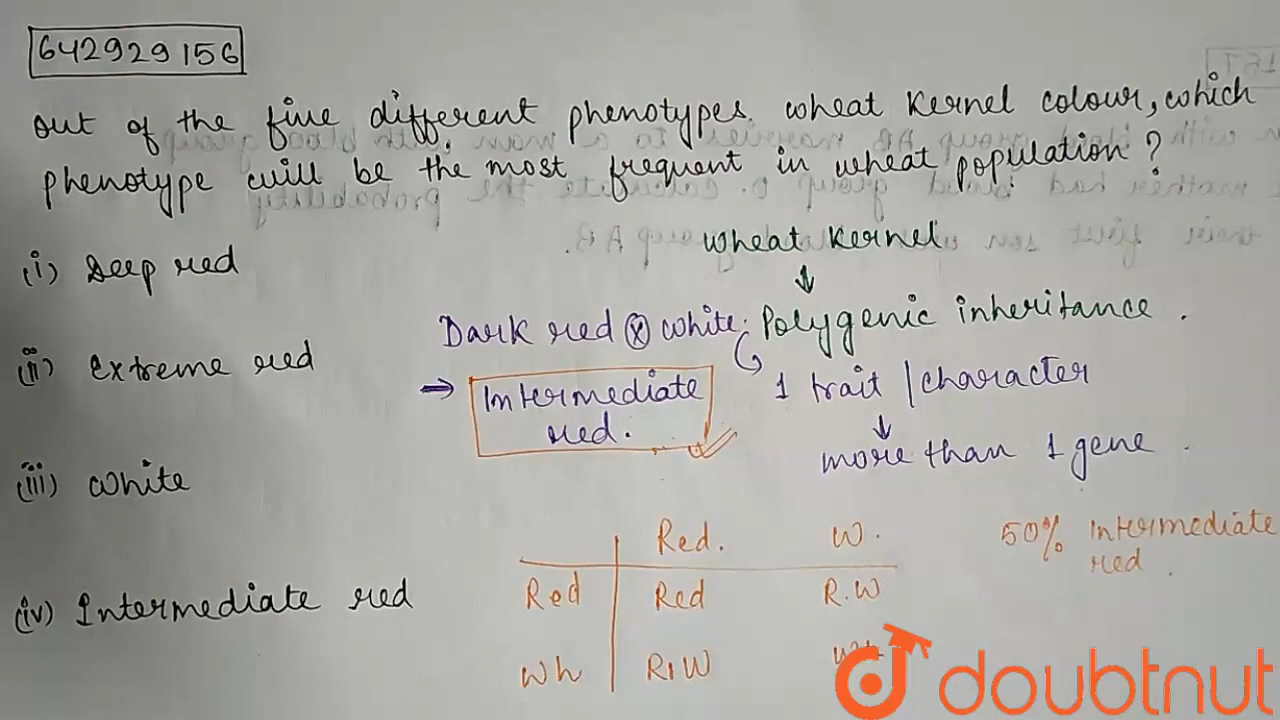 642929156
out of the five different phenotypes wheat kernel colour, which
phenotype will be the most frequent in wheat population?
(i) Deep red
(ii) Extreme red
(iii) White
(iv) Intermediate red
wheat kernel
↓
Polygenic inheritance.
1 trait / character
↓
more than 1 gene.
Dark red ⓧ white.
→ Intermediate
red.
Red. W.
Red Red R.W
Wh R,W
50% intermediate
red.
doubtnut